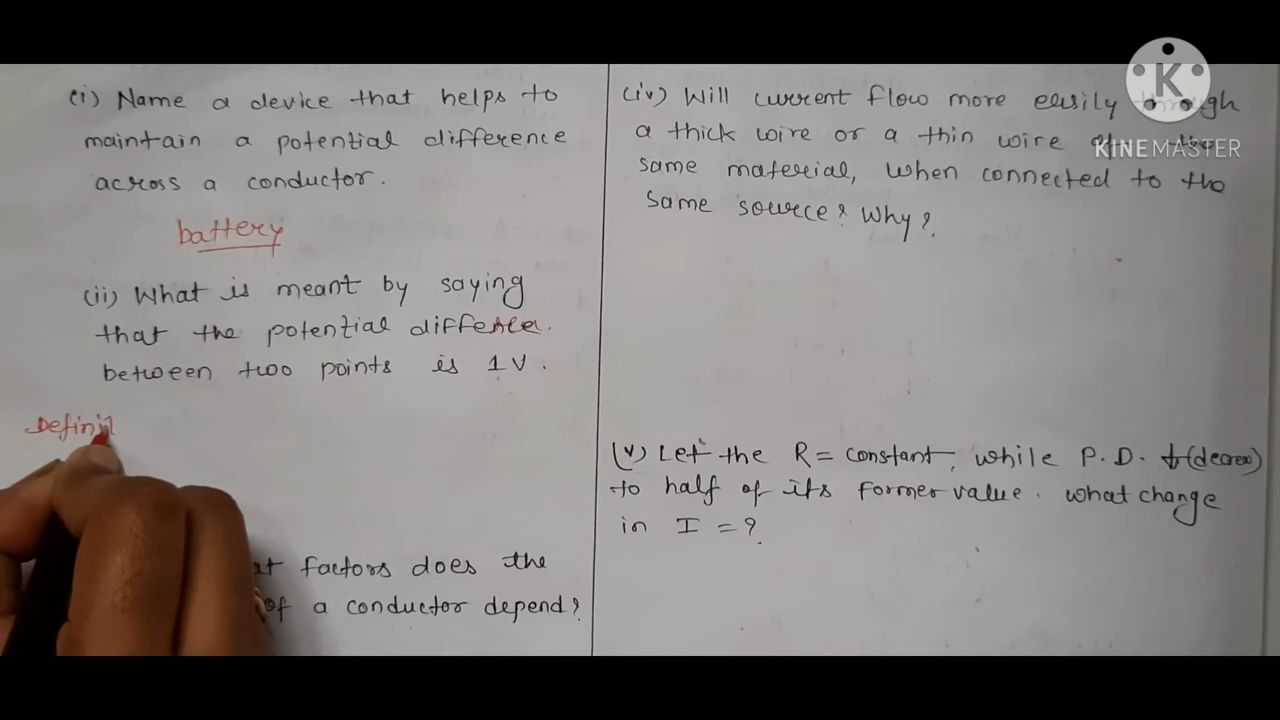 (i) Name a device that helps to
maintain a potential difference
across a conductor.
battery
(ii) What is meant by saying
that the potential
between two points is 1V.
Defini
factors does the
of a conductor depend?
(iv) Will current flow more easily through
a thick wire or a thin wire
same material, when connected to the
same source? Why?
(v) Let the R = constant, while P.D. ↓
to half of its former value. what change
in I = ?
K
KINEMASTER